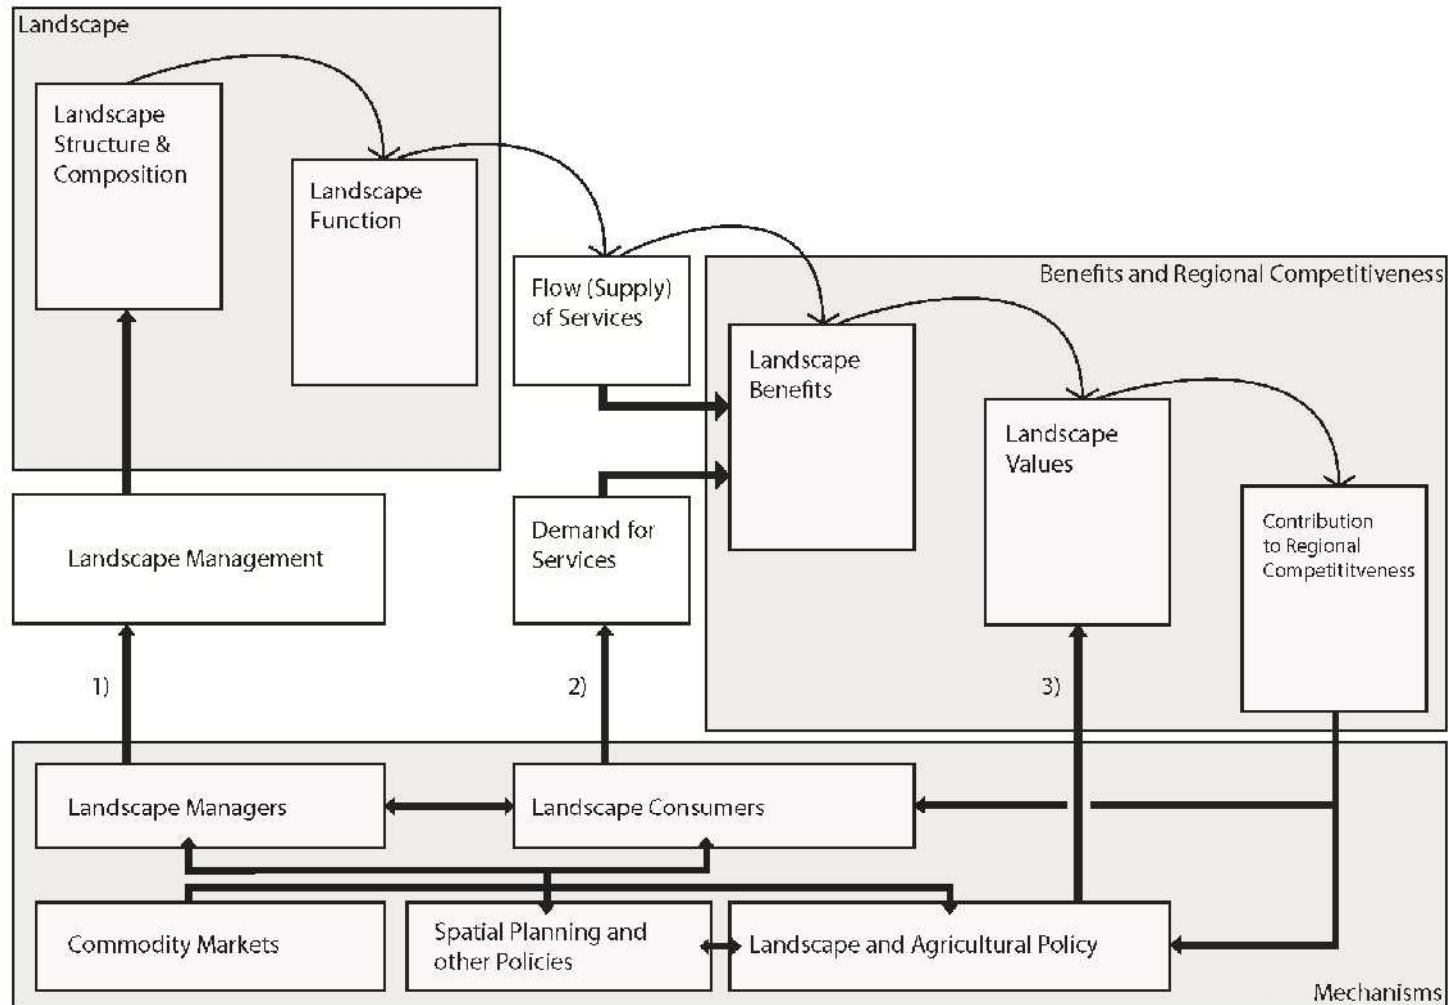 Landscape
Landscape
Structure &
Composition
Landscape
Function
Flow (Supply)
of Services
Benefits and Regional Competitiveness
Landscape
Benefits
Landscape
Values
Contribution
to Regional
Competititveness
Landscape Management
Demand for
Services
1)
2)
3)
Landscape Managers
Landscape Consumers
Commodity Markets
Spatial Planning and
other Policies
Landscape and Agricultural Policy
Mechanisms